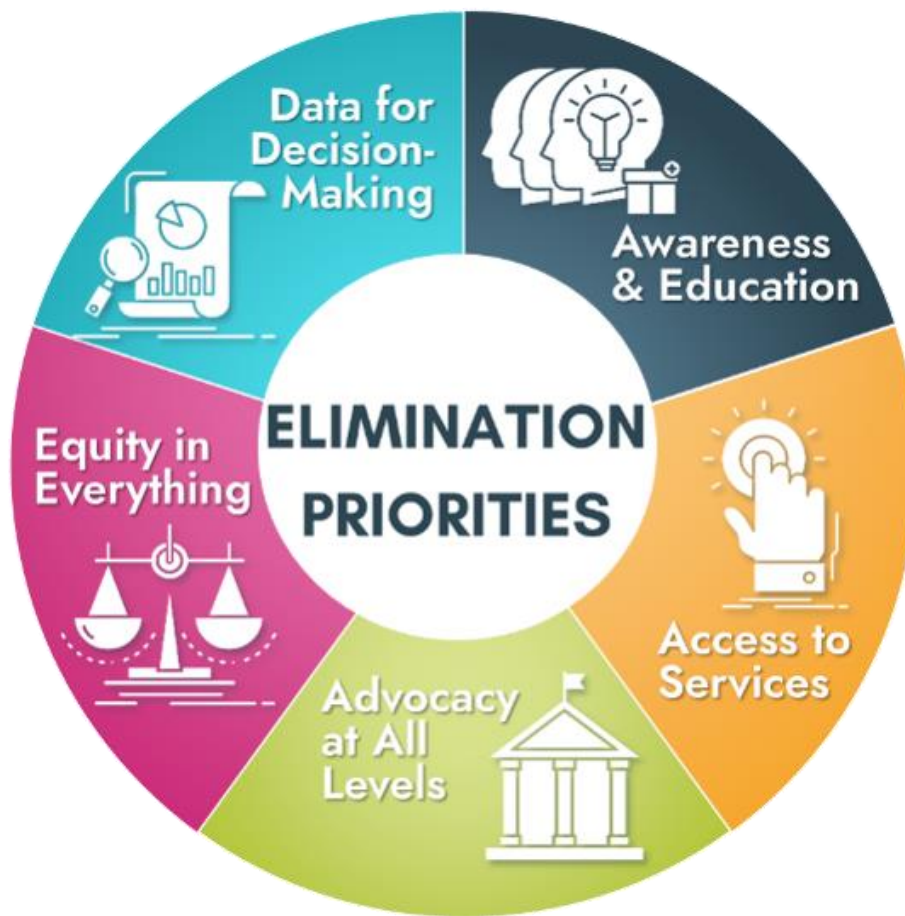 ELIMINATION
PRIORITIES
Awareness
& Education
Access to
Services
Advocacy
at All
Levels
Equity in
Everything
Data for
Decision-
Making